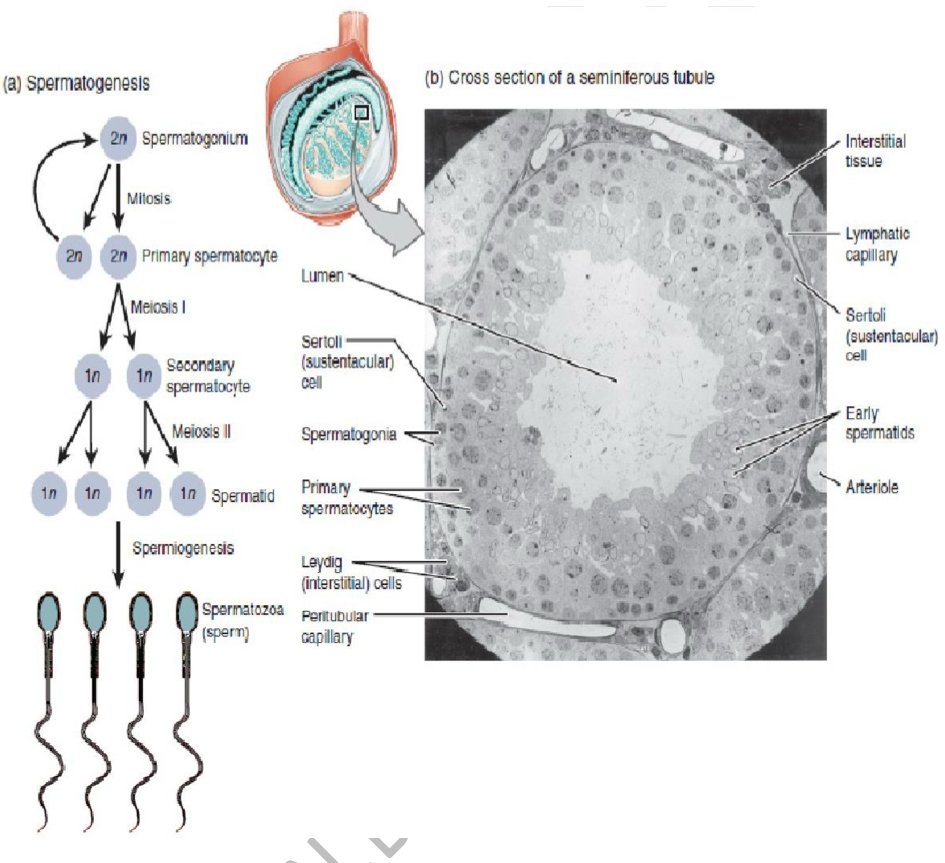 (a) Spermatogenesis
2n
Spermatogonium
Mitosis
2n
2n
Primary spermatocyte
Meiosis I
1n
1n
Secondary
spermatocyte
Meiosis II
1n
1n
1n
1n
Spermatid
Spermiogenesis
Spermatozoa
(sperm)
(b) Cross section of a seminiferous tubule
Lumen
Sertoli
(sustentacular)
cell
Spermatogonia
Primary
spermatocytes
Leydig
(interstitial) cells
Peritubular
capillary
Interstitial
tissue
Lymphatic
capillary
Sertoli
(sustentacular)
cell
Early
spermatids
Arteriole